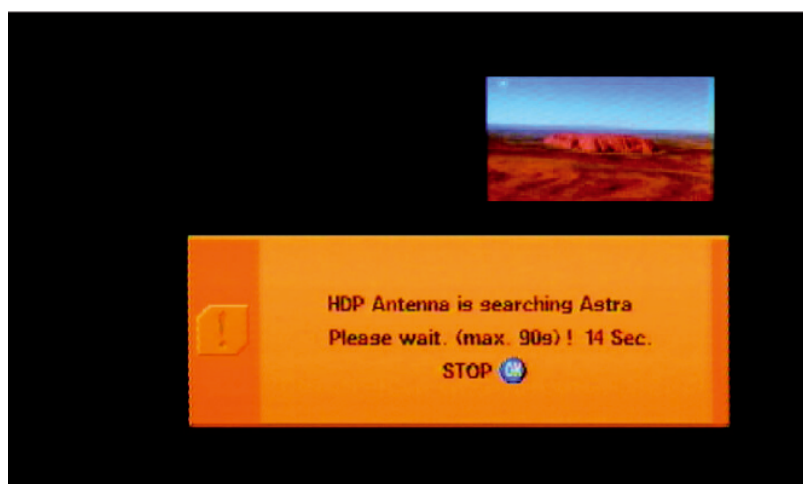 HDP Antenna is searching Astra
Please wait. (max. 90s)! 14 Sec.
STOP OK